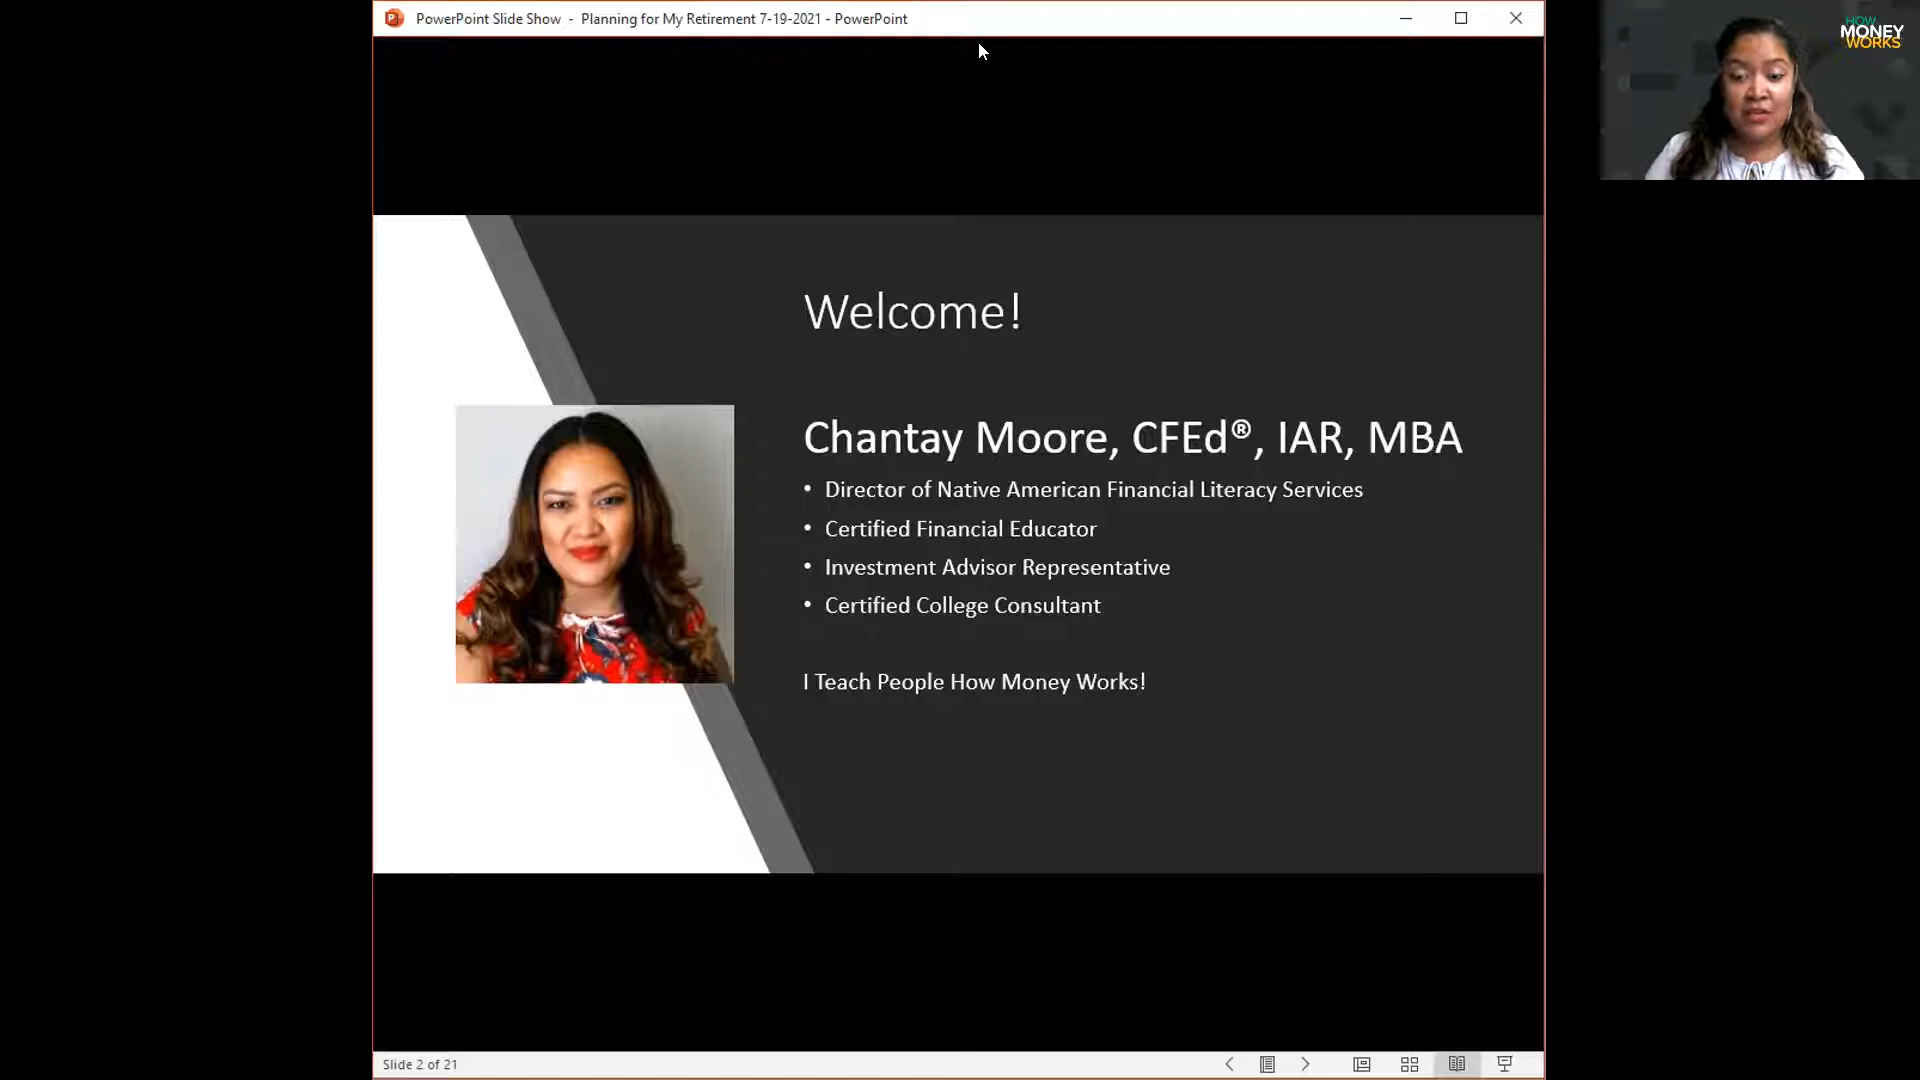 PowerPoint Slide Show - Planning for My Retirement 7-19-2021 - PowerPoint
HOW
MONEY
WORKS
Welcome!
Chantay Moore, CFEd®, IAR, MBA
• Director of Native American Financial Literacy Services
• Certified Financial Educator
• Investment Advisor Representative
• Certified College Consultant
I Teach People How Money Works!
Slide 2 of 21